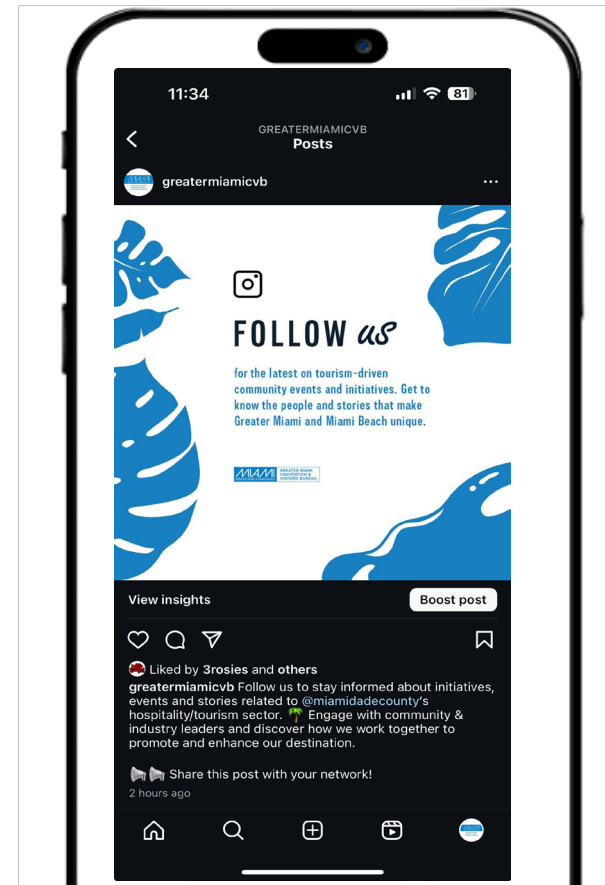 11:34
81
GREATERMIAMICVB
Posts
greatermiamicvb
FOLLOW us
for the latest on tourism-driven
community events and initiatives. Get to
know the people and stories that make
Greater Miami and Miami Beach unique.
MIAMI
GREATER MIAMI
CONVENTION &
VISITORS BUREAU
View insights
Boost post
Liked by 3rosies and others
greatermiamicvb Follow us to stay informed about initiatives,
events and stories related to @miamidadecounty's
hospitality/tourism sector. 🌴 Engage with community &
industry leaders and discover how we work together to
promote and enhance our destination.
📢📢 Share this post with your network!
2 hours ago